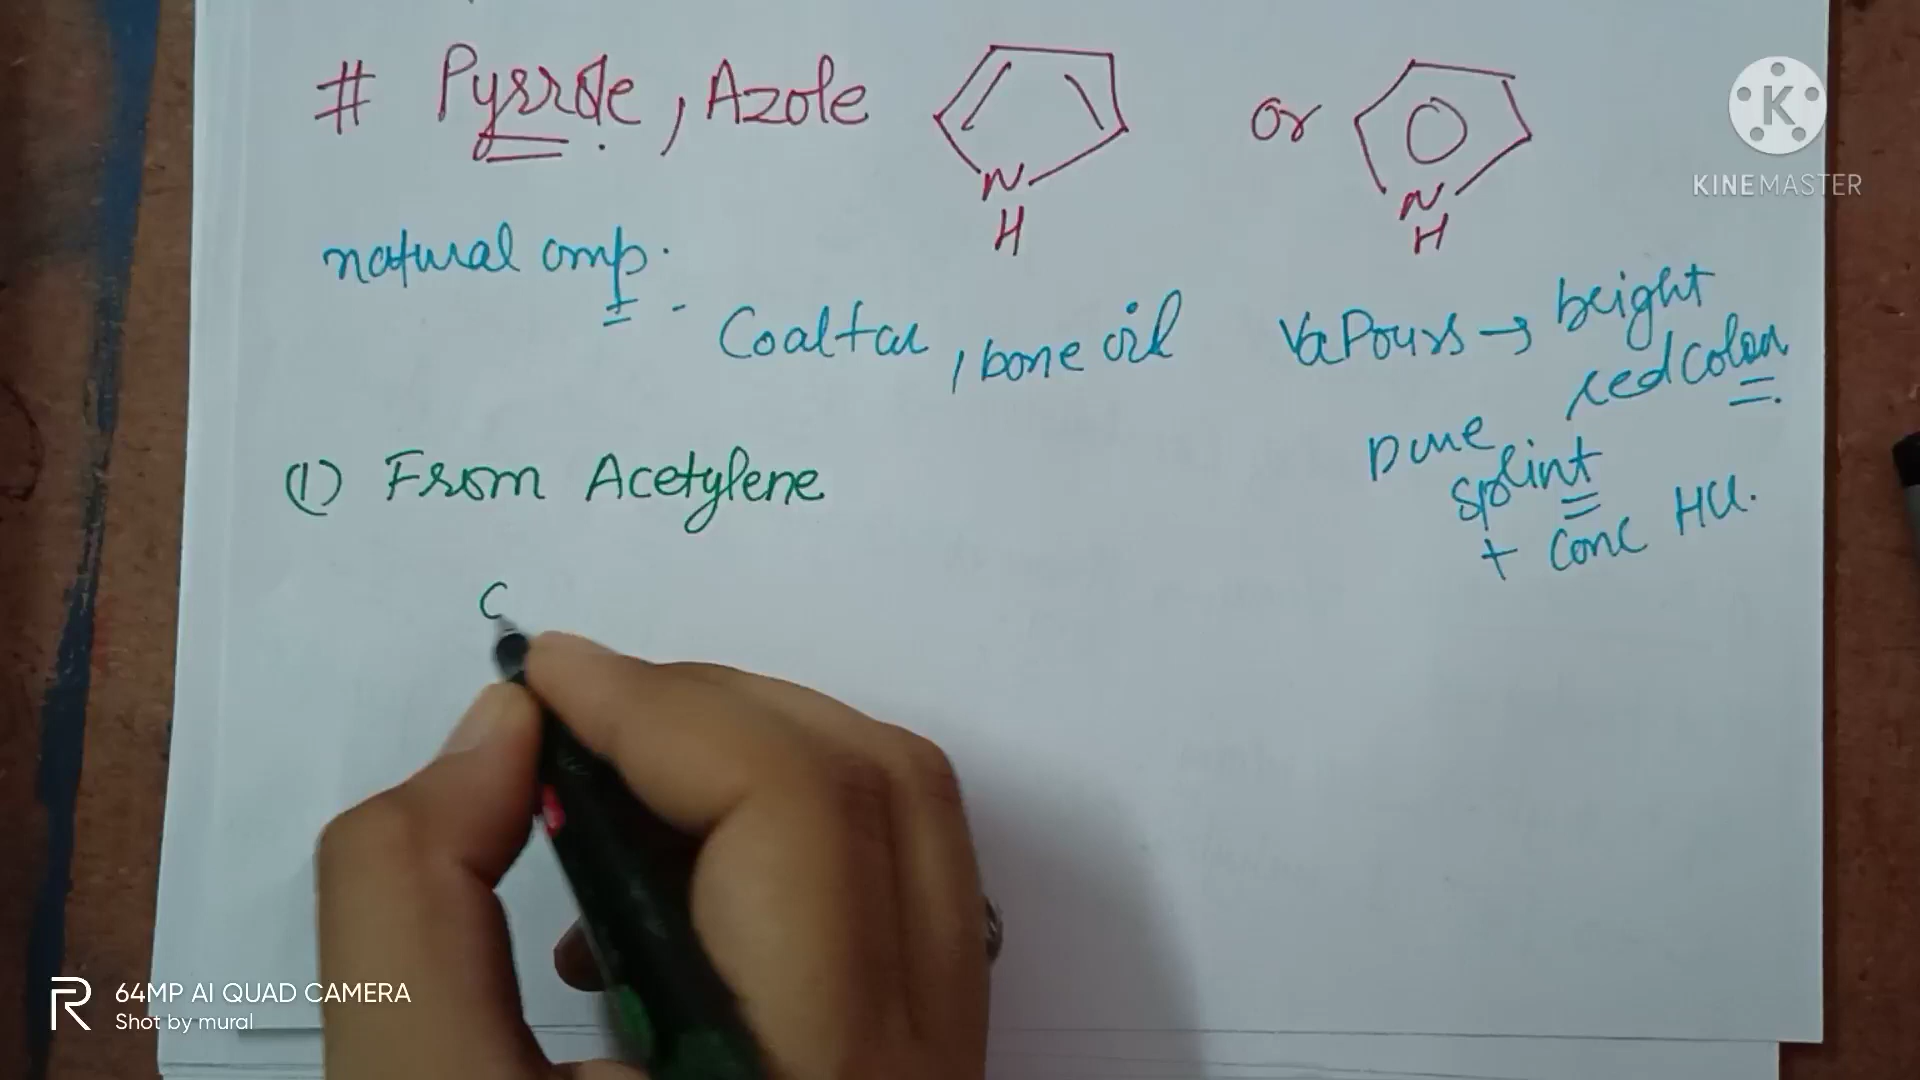 # Pyrrole, Azole
or
N
H
N
H
KINEMASTER
natural comp.
- Coaltar, bone oil
Vapours → bright
red colour
pine
splint
+ conc HCl.
(1) From Acetylene
C
64MP AI QUAD CAMERA
Shot by mural